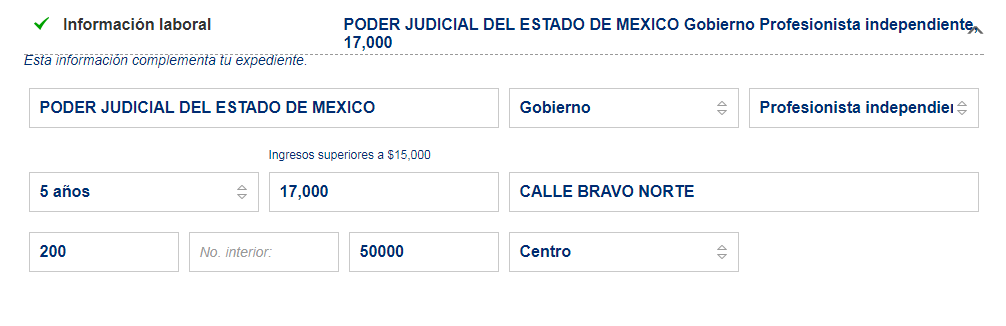 Información laboral
PODER JUDICIAL DEL ESTADO DE MEXICO Gobierno Profesionista independiente,
17,000
Esta información complementa tu expediente.
PODER JUDICIAL DEL ESTADO DE MEXICO
Gobierno
Profesionista independien
Ingresos superiores a $15,000
5 años
17,000
CALLE BRAVO NORTE
200
No. interior:
50000
Centro